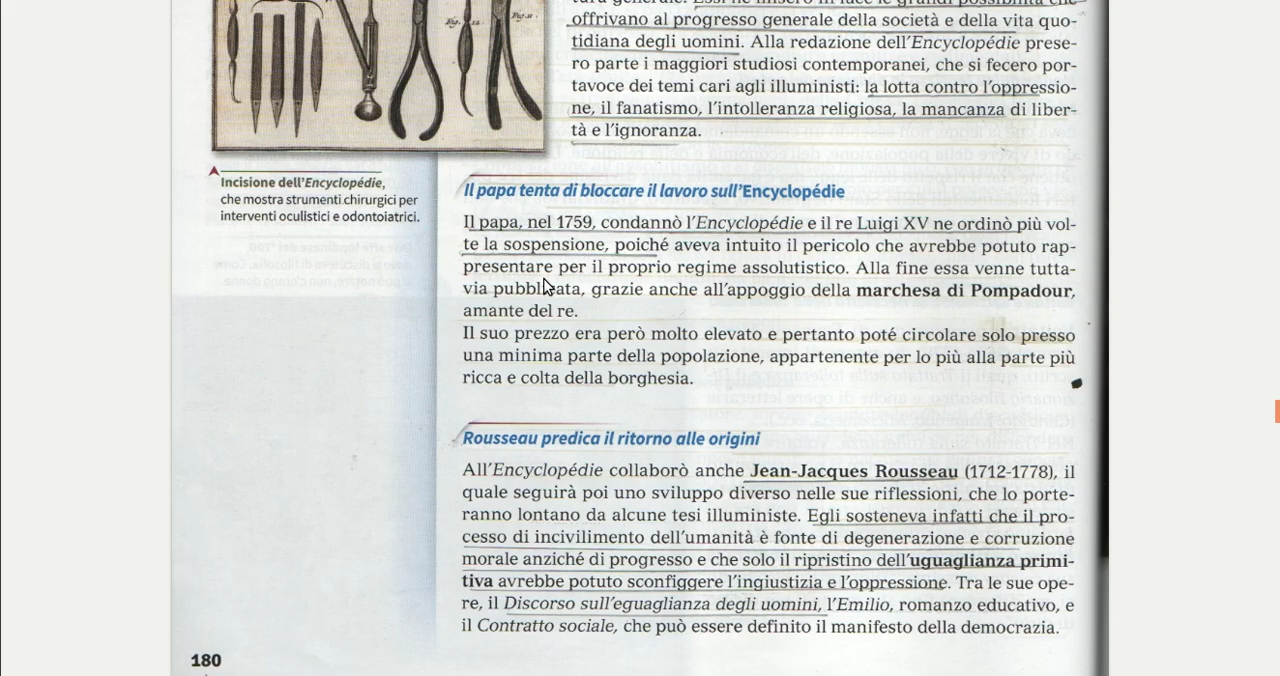 offrivano al progresso generale della società e della vita quo-
tidiana degli uomini. Alla redazione dell'Encyclopédie prese-
ro parte i maggiori studiosi contemporanei, che si fecero por-
tavoce dei temi cari agli illuministi: la lotta contro l'oppressio-
ne, il fanatismo, l'intolleranza religiosa, la mancanza di liber-
tà e l'ignoranza.
Incisione dell'Encyclopédie,
che mostra strumenti chirurgici per
interventi oculistici e odontoiatrici.
Il papa tenta di bloccare il lavoro sull'Encyclopédie
Il papa, nel 1759, condannò l'Encyclopédie e il re Luigi XV ne ordinò più vol-
te la sospensione, poiché aveva intuito il pericolo che avrebbe potuto rap-
presentare per il proprio regime assolutistico. Alla fine essa venne tutta-
via pubblicata, grazie anche all'appoggio della marchesa di Pompadour,
amante del re.
Il suo prezzo era però molto elevato e pertanto poté circolare solo presso
una minima parte della popolazione, appartenente per lo più alla parte più
ricca e colta della borghesia.
Rousseau predica il ritorno alle origini
All'Encyclopédie collaborò anche Jean-Jacques Rousseau (1712-1778), il
quale seguirà poi uno sviluppo diverso nelle sue riflessioni, che lo porte-
ranno lontano da alcune tesi illuministe. Egli sosteneva infatti che il pro-
cesso di incivilimento dell'umanità è fonte di degenerazione e corruzione
morale anziché di progresso e che solo il ripristino dell'uguaglianza primi-
tiva avrebbe potuto sconfiggere l'ingiustizia e l'oppressione. Tra le sue ope-
re, il Discorso sull'eguaglianza degli uomini, l'Emilio, romanzo educativo, e
il Contratto sociale, che può essere definito il manifesto della democrazia.
180